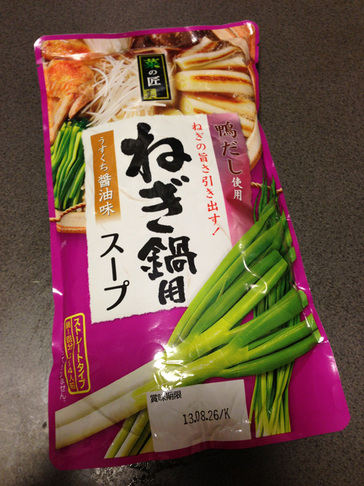 菜の匠
鴨だし使用
ねぎの旨さ引き出す!
ねぎ鍋用
スープ
うすくち醤油味
ストレートタイプ
賞味期限
13.08.26/K